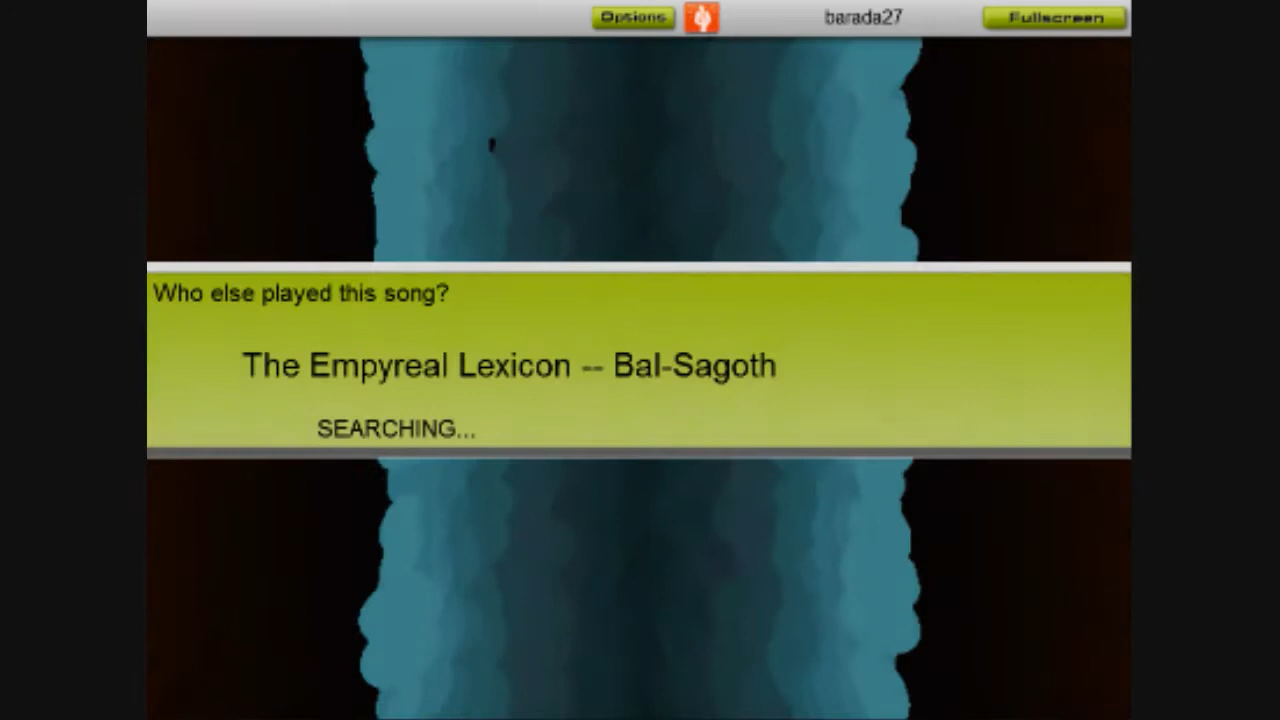 Options
barada27
Fullscreen
Who else played this song?
The Empyreal Lexicon -- Bal-Sagoth
SEARCHING...